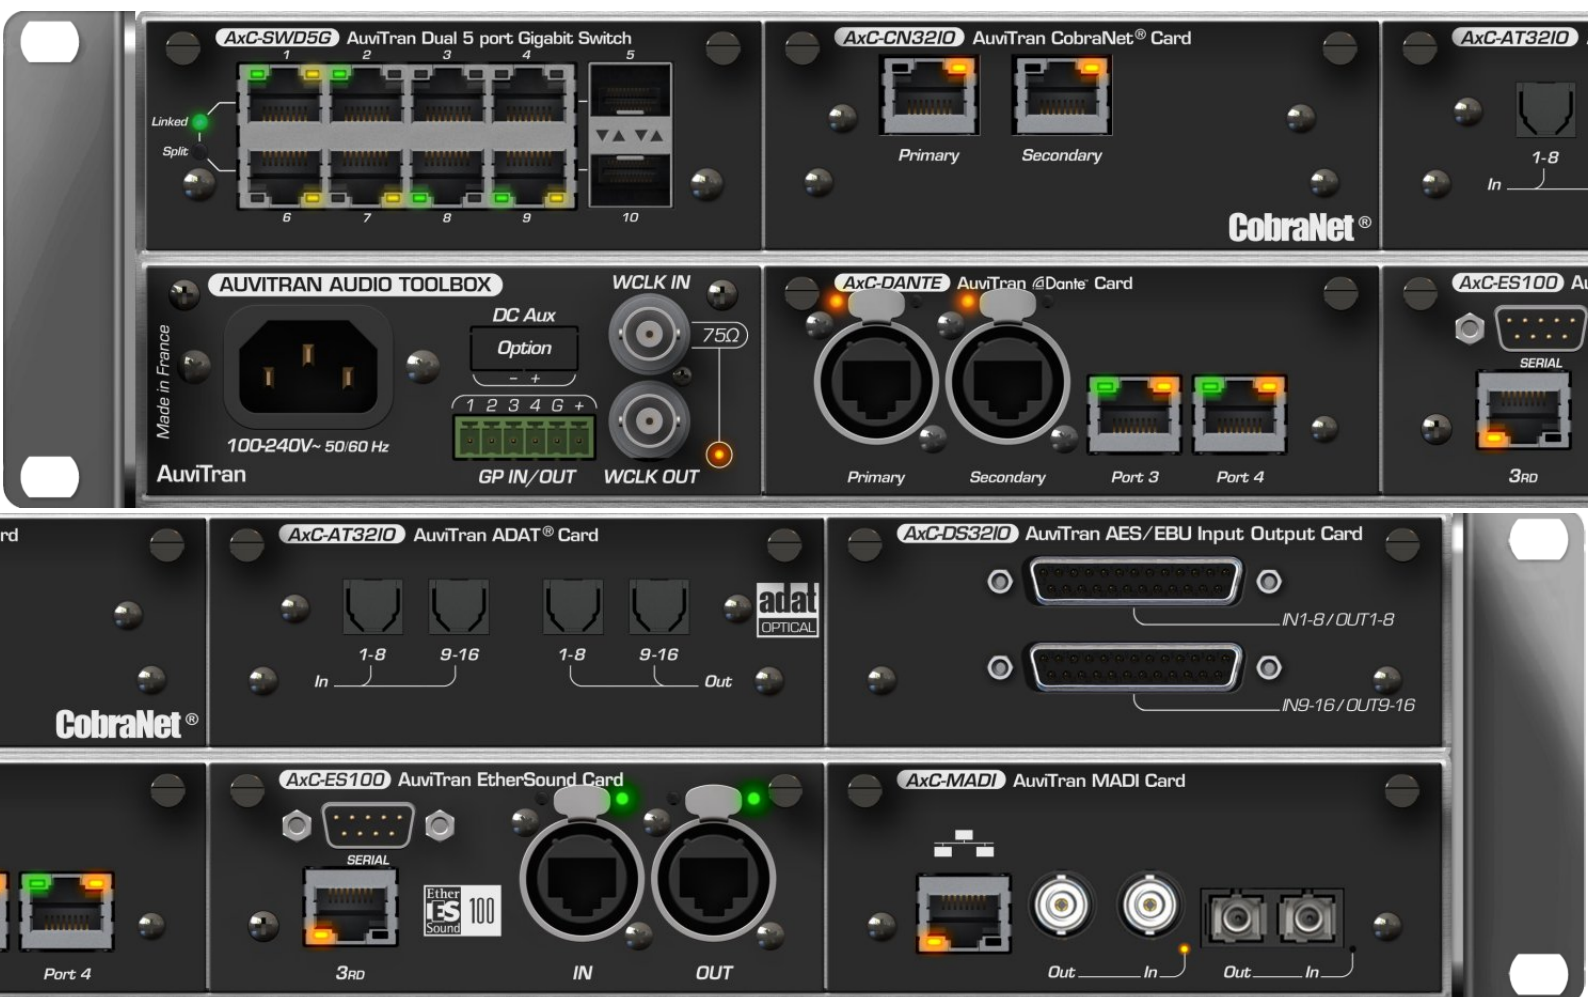 AxC-SWD5G AuviTran Dual 5 port Gigabit Switch
1 2 3 4 5
Linked
Split
6 7 8 9 10
AxC-CN32IO AuviTran CobraNet® Card
Primary Secondary
CobraNet®
AxC-AT32IO
1-8
In
AUVITRAN AUDIO TOOLBOX
Made in France
100-240V~ 50/60 Hz
AuviTran
DC Aux
Option
- +
1 2 3 4 G +
GP IN/OUT
WCLK IN
75Ω
WCLK OUT
AxC-DANTE AuviTran Dante™ Card
Primary Secondary Port 3 Port 4
AxC-ES100 Au
SERIAL
3RD
rd
CobraNet®
AxC-AT32IO AuviTran ADAT® Card
1-8 9-16 1-8 9-16
In Out
adat
OPTICAL
AxC-DS32IO AuviTran AES/EBU Input Output Card
IN1-8/OUT1-8
IN9-16/OUT9-16
Port 4
AxC-ES100 AuviTran EtherSound Card
SERIAL
3RD
Ether
ES 100
Sound
IN OUT
AxC-MADI AuviTran MADI Card
Out In Out In